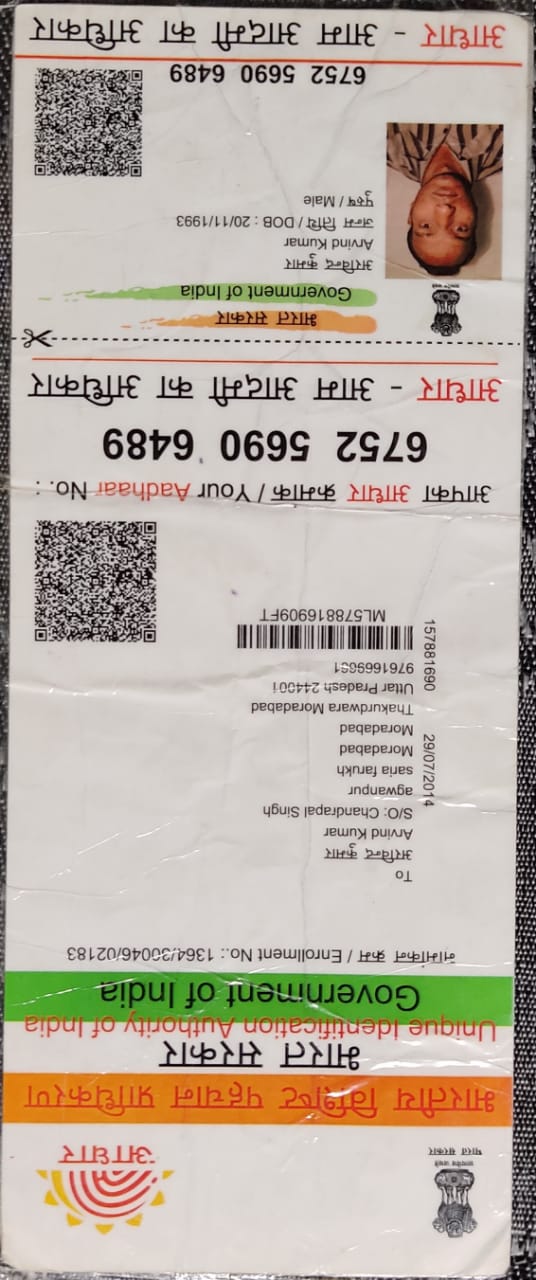 भारत सरकार
आधार
भारतीय विशिष्ट पहचान प्राधिकरण
भारत सरकार
Unique Identification Authority of India
Government of India
नामांकन क्रम / Enrollment No.: 1364/30046/02183
To
अरविन्द कुमार
Arvind Kumar
S/O: Chandrapal Singh
agwanpur
saria farukh
Moradabad
Moradabad
Thakurdwara Moradabad
Uttar Pradesh 244001
29/07/2014
157881690
ML578816909FT
आपका आधार क्रमांक / Your Aadhaar No. :
6752 5690 6489
आधार - आम आदमी का अधिकार
भारत सरकार
Government of India
अरविन्द कुमार
Arvind Kumar
जन्म तिथि / DOB : 20/11/1993
पुरुष / Male
6752 5690 6489
आधार - आम आदमी का अधिकार